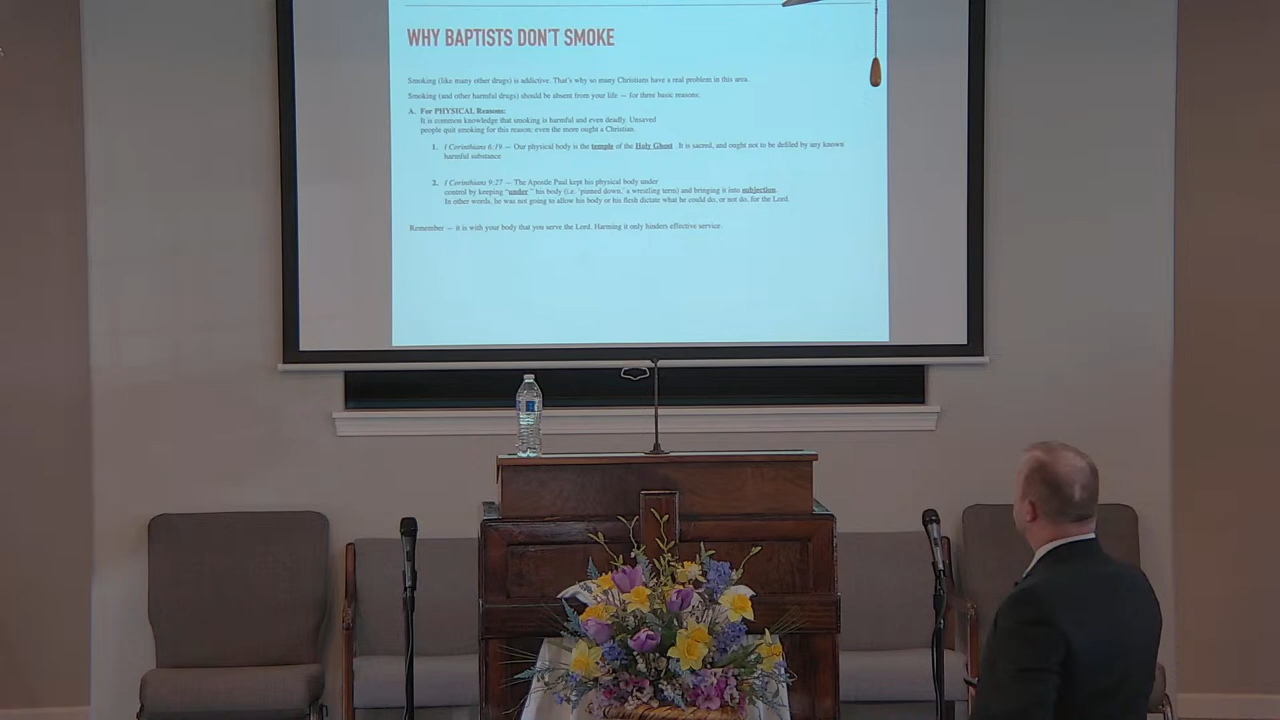 WHY BAPTISTS DON'T SMOKE
Smoking (like many other drugs) is addictive. That's why so many Christians have a real problem in this area.
Smoking (and other harmful drugs) should be absent from your life — for three basic reasons:
A. For PHYSICAL Reasons:
It is common knowledge that smoking is harmful and even deadly. Unsaved
people quit smoking for this reason; even the more ought a Christian.
1. I Corinthians 6:19 — Our physical body is the temple of the Holy Ghost . It is sacred, and ought not to be defiled by any known
harmful substance
2. I Corinthians 9:27 — The Apostle Paul kept his physical body under
control by keeping "under " his body (i.e. 'pinned down,' a wrestling term) and bringing it into subjection.
In other words, he was not going to allow his body or his flesh dictate what he could do, or not do, for the Lord.
Remember — it is with your body that you serve the Lord. Harming it only hinders effective service.